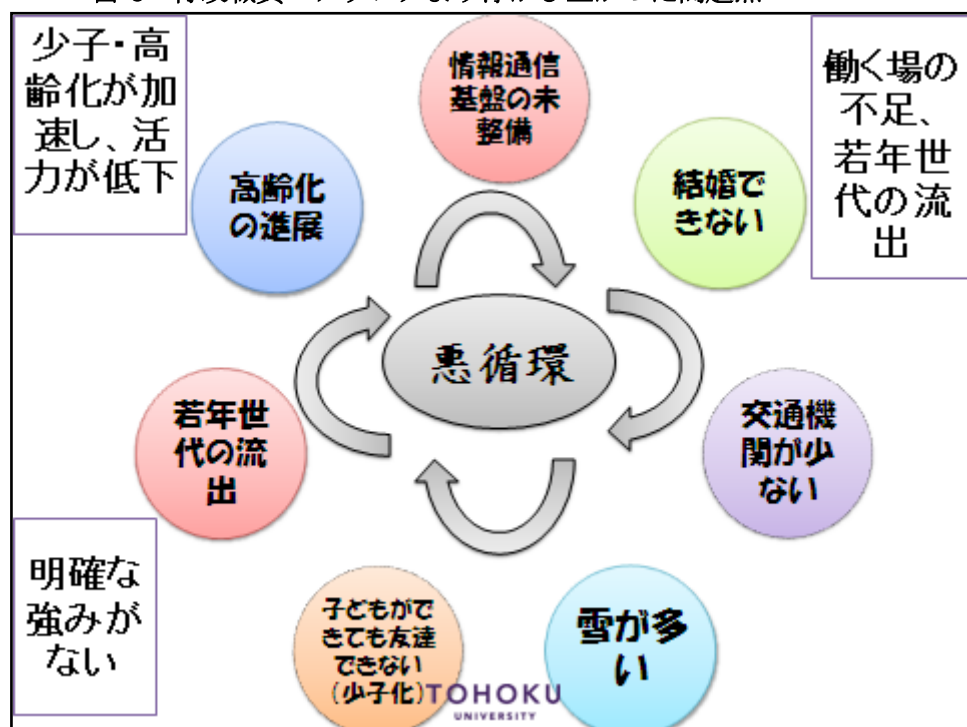 少子・高
齢化が加
速し、活
力が低下
情報通信
基盤の未
整備
働く場の
不足、
若年世
代の流
出
高齢化
の進展
結婚で
きない
悪循環
若年世
代の流
出
交通機
関が少
ない
明確な
強みが
ない
子どもがで
きても友達
できない
(少子化)
雪が多
い
TOHOKU
UNIVERSITY